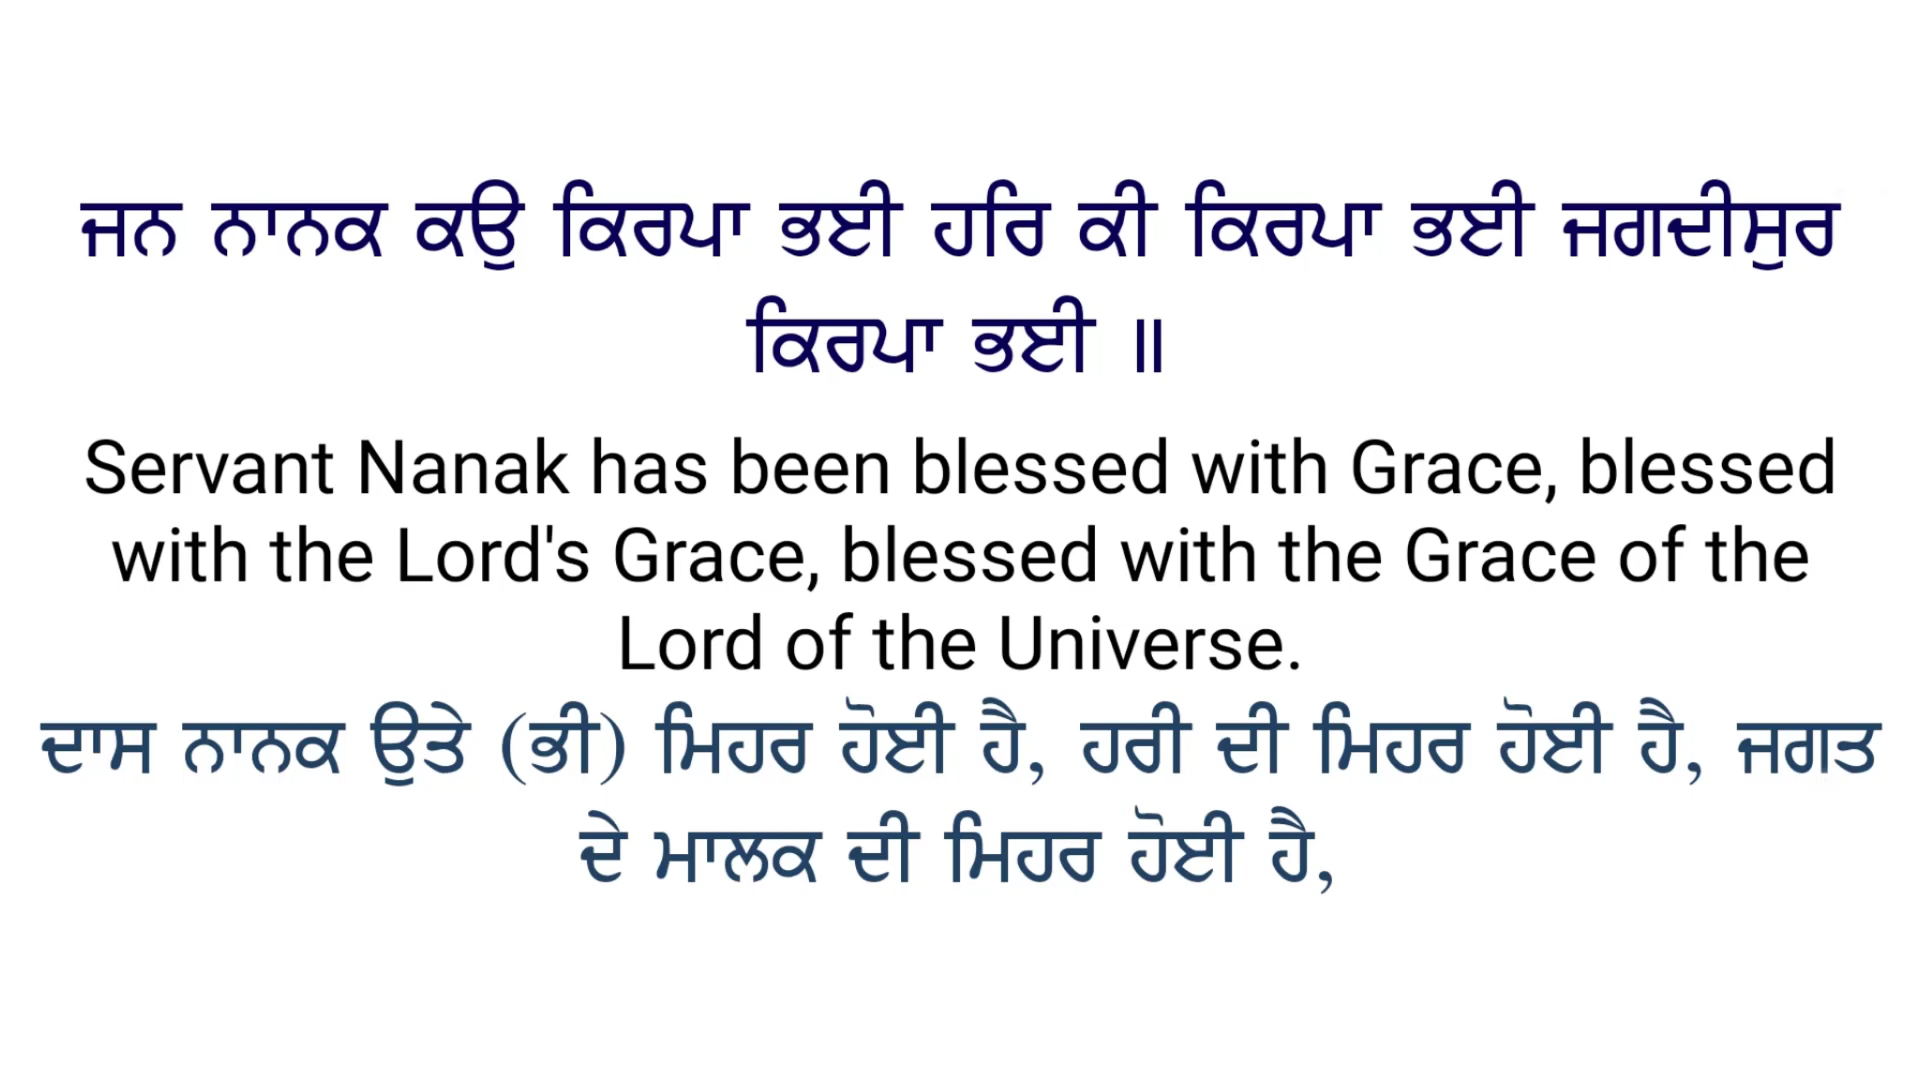 ਜਨ ਨਾਨਕ ਕਉ ਕਿਰਪਾ ਭਈ ਹਰਿ ਕੀ ਕਿਰਪਾ ਭਈ ਜਗਦੀਸੁਰ
ਕਿਰਪਾ ਭਈ ॥
Servant Nanak has been blessed with Grace, blessed
with the Lord's Grace, blessed with the Grace of the
Lord of the Universe.
ਦਾਸ ਨਾਨਕ ਉਤੇ (ਭੀ) ਮਿਹਰ ਹੋਈ ਹੈ, ਹਰੀ ਦੀ ਮਿਹਰ ਹੋਈ ਹੈ, ਜਗਤ
ਦੇ ਮਾਲਕ ਦੀ ਮਿਹਰ ਹੋਈ ਹੈ,